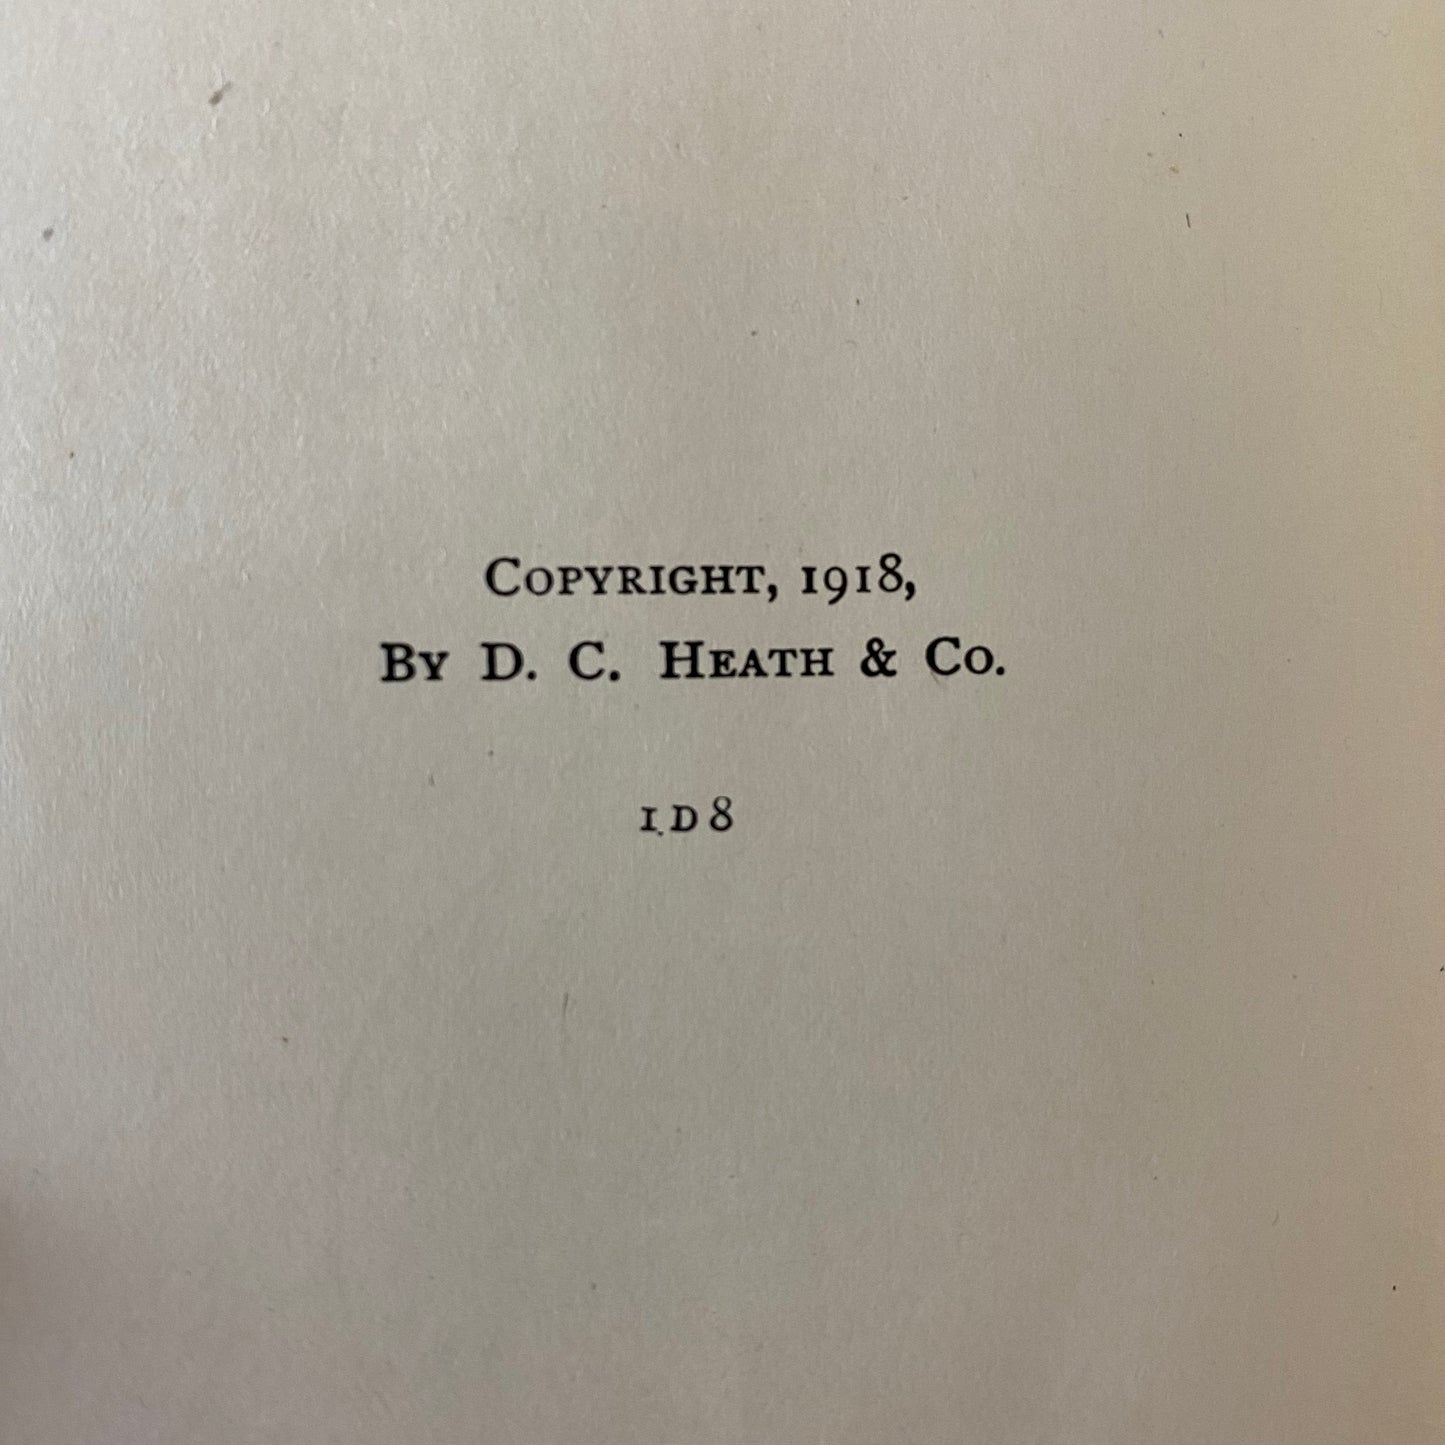 Copyright, 1918,
By D. C. Heath & Co.
1 D 8